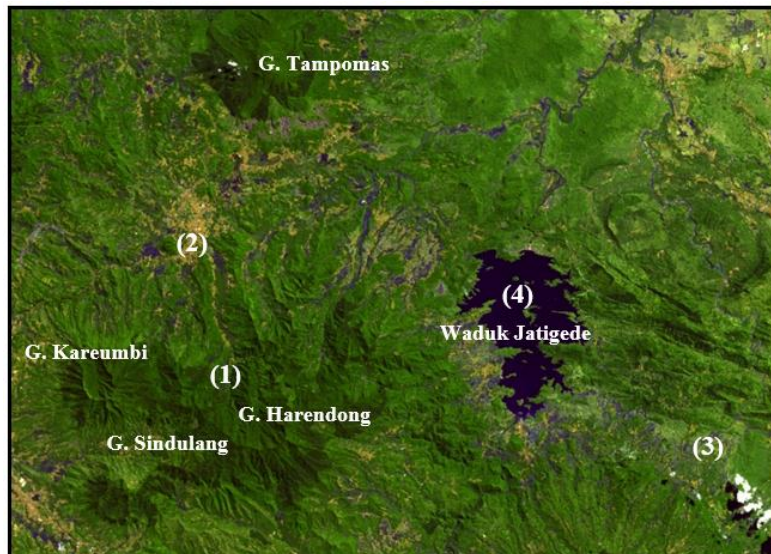 G. Tampomas
(2)
(4)
Waduk Jatigede
G. Kareumbi
(1)
G. Harendong
G. Sindulang
(3)